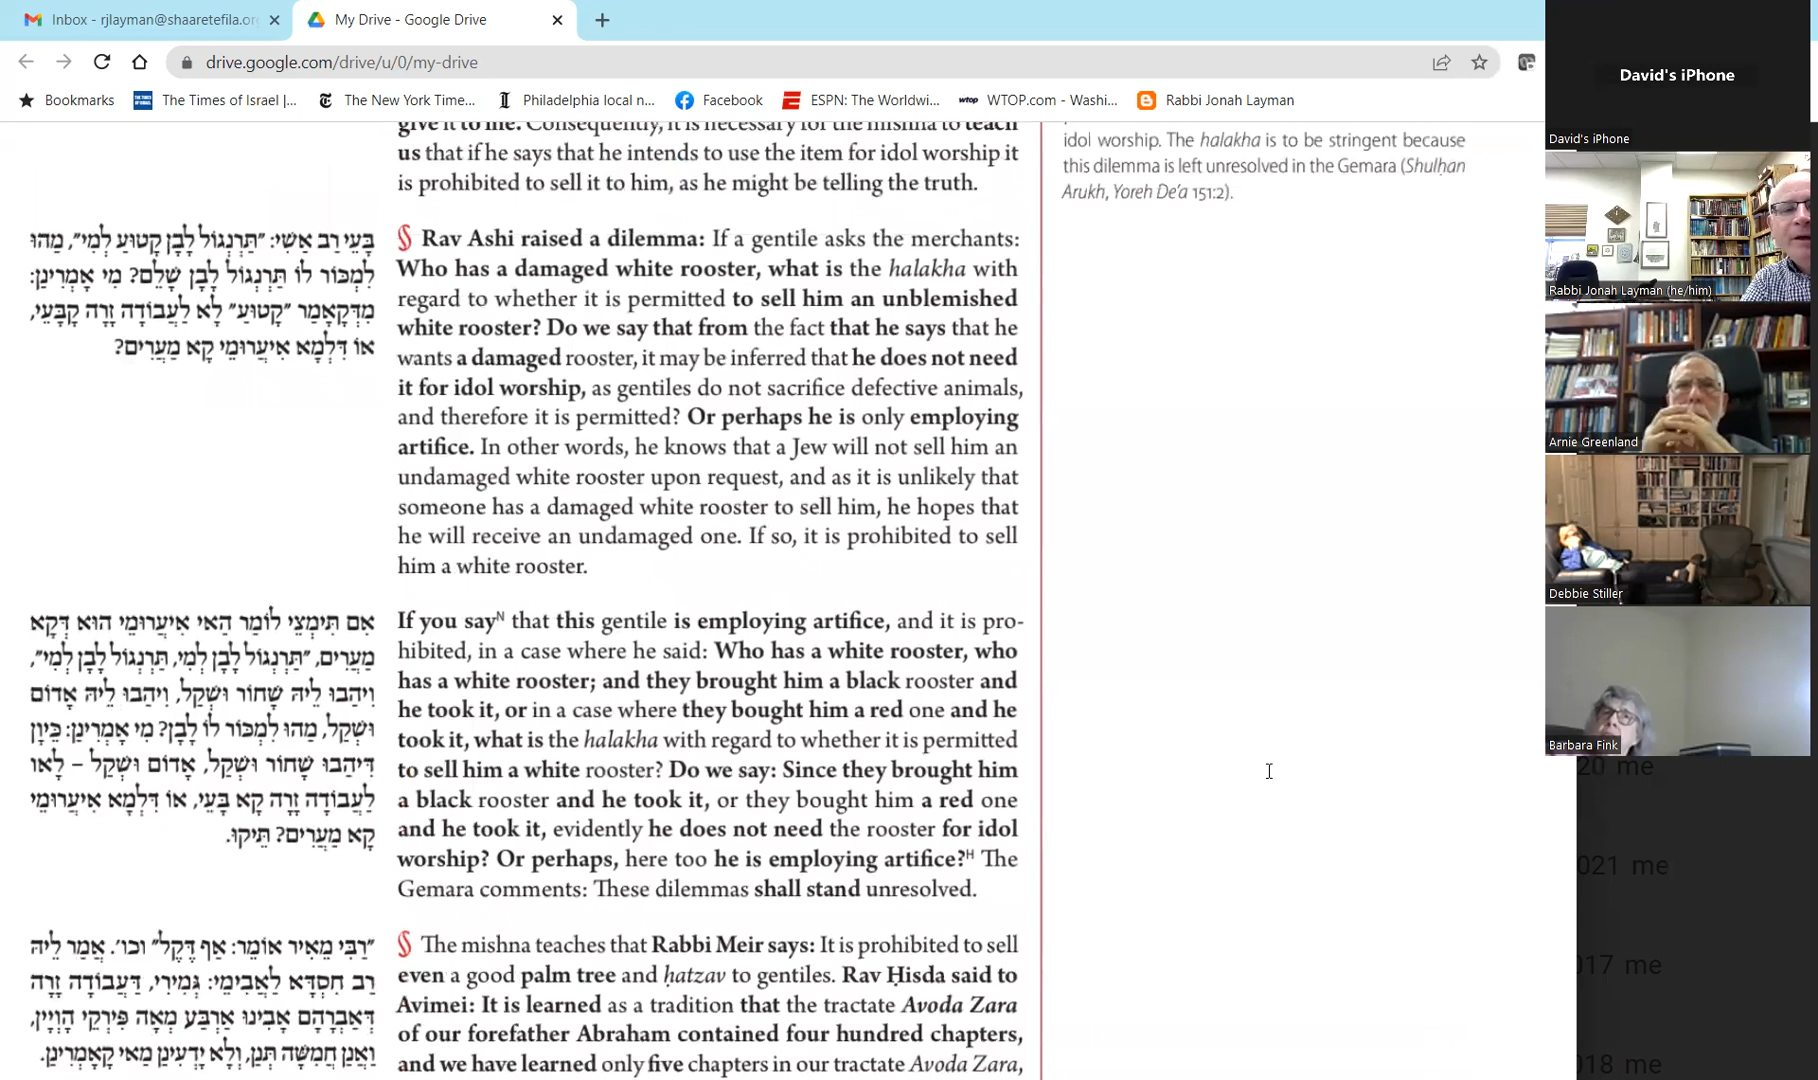 Inbox - rjlayman@shaaretefila.or
My Drive - Google Drive
drive.google.com/drive/u/0/my-drive
Bookmarks
The Times of Israel |...
The New York Time...
Philadelphia local n...
Facebook
ESPN: The Worldwi...
WTOP.com - Washi...
Rabbi Jonah Layman
give it to me. Consequently, it is necessary for the mishna to teach
us that if he says that he intends to use the item for idol worship it
is prohibited to sell it to him, as he might be telling the truth.
idol worship. The halakha is to be stringent because
this dilemma is left unresolved in the Gemara (Shulḥan
Arukh, Yoreh De'a 151:2).
בָּעֵי רַב אַשִׁי: ״תַּרְנְגוֹל לָבָן קָטוּעַ לְמִי״, מַהוּ
לִמְכּוֹר לוֹ תַּרְנְגוֹל לָבָן שָׁלֵם? מִי אָמְרִינַן:
מִדְּקָאָמַר ״קָטוּעַ״ לָא לַעֲבוֹדָה זָרָה קָבָעֵי,
אוֹ דִּלְמָא אִיעֲרוּמֵי קָא מַעֲרִים?
§ Rav Ashi raised a dilemma: If a gentile asks the merchants:
Who has a damaged white rooster, what is the halakha with
regard to whether it is permitted to sell him an unblemished
white rooster? Do we say that from the fact that he says that he
wants a damaged rooster, it may be inferred that he does not need
it for idol worship, as gentiles do not sacrifice defective animals,
and therefore it is permitted? Or perhaps he is only employing
artifice. In other words, he knows that a Jew will not sell him an
undamaged white rooster upon request, and as it is unlikely that
someone has a damaged white rooster to sell him, he hopes that
he will receive an undamaged one. If so, it is prohibited to sell
him a white rooster.
אִם תִּימְצֵי לוֹמַר הַאי אִיעֲרוּמֵי הוּא דְּקָא
מַעֲרִים, ״תַּרְנְגוֹל לָבָן לְמִי, תַּרְנְגוֹל לָבָן לְמִי״,
וִיהַבוּ לֵיהּ שָׁחוֹר וּשְׁקַל, וִיהַבוּ לֵיהּ אָדוֹם
וּשְׁקַל, מַהוּ לִמְכּוֹר לוֹ לָבָן? מִי אָמְרִינַן: כֵּיוָן
דִּיהַבוּ שָׁחוֹר וּשְׁקַל, אָדוֹם וּשְׁקַל – לָאו
לַעֲבוֹדָה זָרָה קָא בָּעֵי, אוֹ דִּלְמָא אִיעֲרוּמֵי
קָא מַעֲרִים? תֵּיקוּ.
If you sayᴺ that this gentile is employing artifice, and it is pro-
hibited, in a case where he said: Who has a white rooster, who
has a white rooster; and they brought him a black rooster and
he took it, or in a case where they bought him a red one and he
took it, what is the halakha with regard to whether it is permitted
to sell him a white rooster? Do we say: Since they brought him
a black rooster and he took it, or they bought him a red one
and he took it, evidently he does not need the rooster for idol
worship? Or perhaps, here too he is employing artifice?ᴴ The
Gemara comments: These dilemmas shall stand unresolved.
״רַבִּי מֵאִיר אוֹמֵר: אַף דֶּקֶל״ וכו׳. אֲמַר לֵיהּ
רַב חִסְדָּא לַאֲבִימִי: גְּמִירִי, דַּעֲבוֹדָה זָרָה
דְּאַבְרָהָם אָבִינוּ אַרְבַּע מְאָה פִּירְקֵי הָוְיָין,
וַאֲנַן חֲמִשָּׁה תְּנַן, וְלָא יָדְעִינַן מַאי קָאָמְרִינַן.
§ The mishna teaches that Rabbi Meir says: It is prohibited to sell
even a good palm tree and ḥatzav to gentiles. Rav Ḥisda said to
Avimei: It is learned as a tradition that the tractate Avoda Zara
of our forefather Abraham contained four hundred chapters,
and we have learned only five chapters in our tractate Avoda Zara,
David's iPhone
David's iPhone
Rabbi Jonah Layman (he/him)
Arnie Greenland
Debbie Stiller
Barbara Fink
20 me
021 me
017 me
018 me